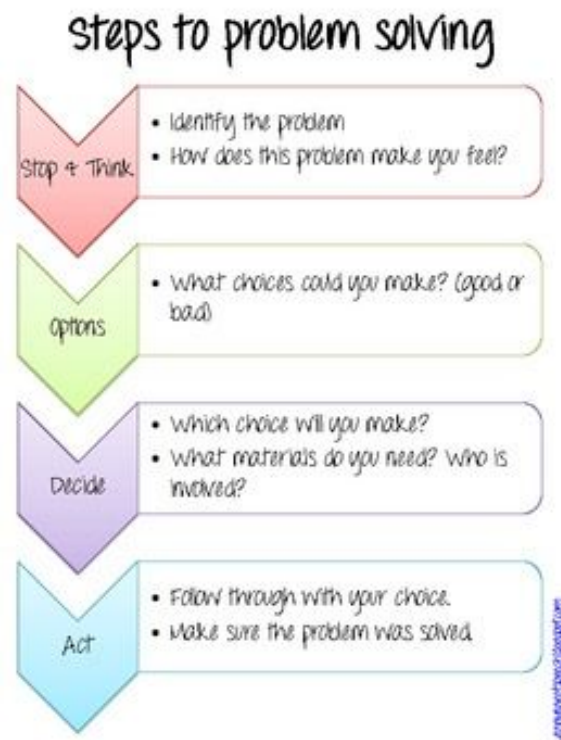 Steps to problem solving
Stop & Think
• Identify the problem
• How does this problem make you feel?
Options
• What choices could you make? (good or
bad)
Decide
• Which choice will you make?
• What materials do you need? Who is
involved?
Act
• Follow through with your choice.
• Make sure the problem was solved.